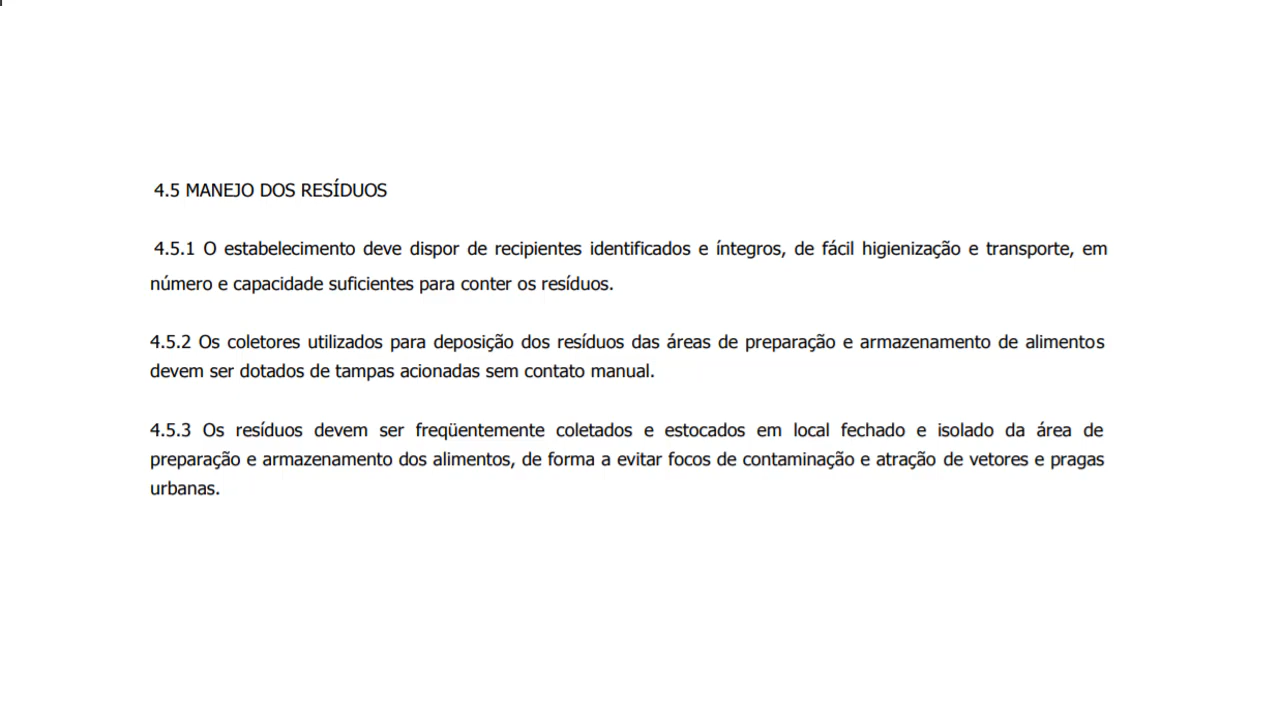 4.5 MANEJO DOS RESÍDUOS
4.5.1 O estabelecimento deve dispor de recipientes identificados e íntegros, de fácil higienização e transporte, em
número e capacidade suficientes para conter os resíduos.
4.5.2 Os coletores utilizados para deposição dos resíduos das áreas de preparação e armazenamento de alimentos
devem ser dotados de tampas acionadas sem contato manual.
4.5.3 Os resíduos devem ser freqüentemente coletados e estocados em local fechado e isolado da área de
preparação e armazenamento dos alimentos, de forma a evitar focos de contaminação e atração de vetores e pragas
urbanas.